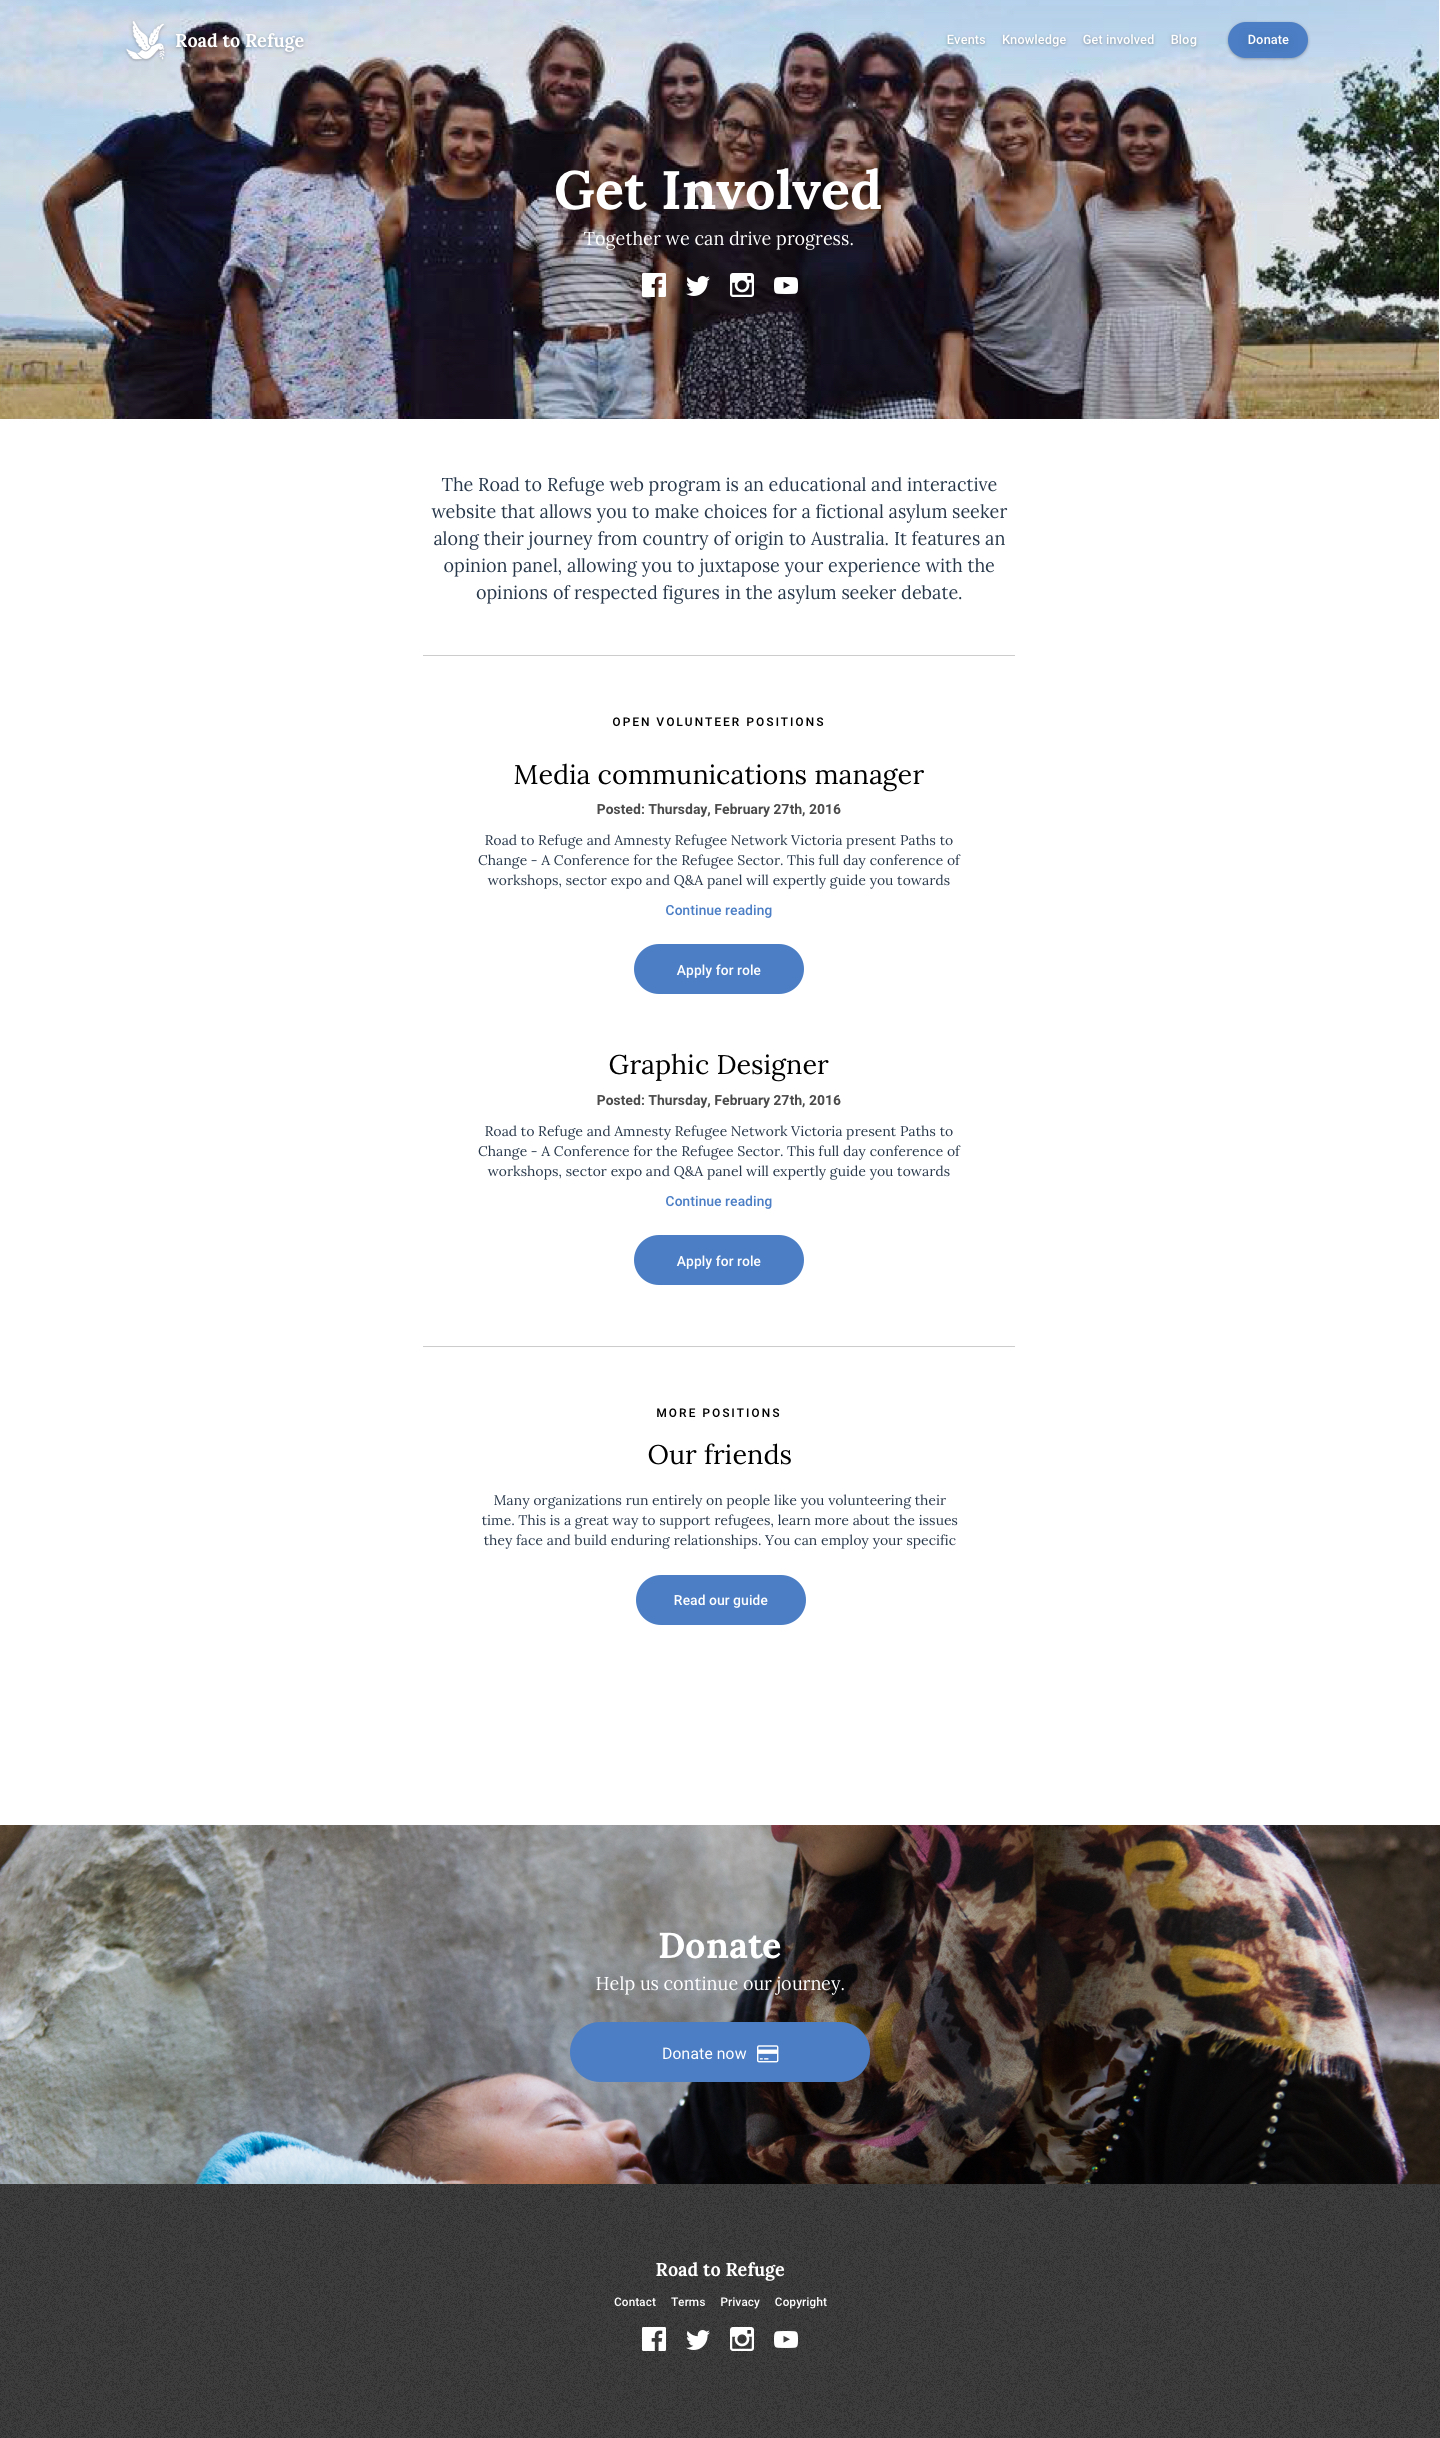 Road to Refuge
Events Knowledge Get involved Blog Donate
Get Involved
Together we can drive progress.
The Road to Refuge web program is an educational and interactive
website that allows you to make choices for a fictional asylum seeker
along their journey from country of origin to Australia. It features an
opinion panel, allowing you to juxtapose your experience with the
opinions of respected figures in the asylum seeker debate.
OPEN VOLUNTEER POSITIONS
Media communications manager
Posted: Thursday, February 27th, 2016
Road to Refuge and Amnesty Refugee Network Victoria present Paths to
Change - A Conference for the Refugee Sector. This full day conference of
workshops, sector expo and Q&A panel will expertly guide you towards
Continue reading
Apply for role
Graphic Designer
Posted: Thursday, February 27th, 2016
Road to Refuge and Amnesty Refugee Network Victoria present Paths to
Change - A Conference for the Refugee Sector. This full day conference of
workshops, sector expo and Q&A panel will expertly guide you towards
Continue reading
Apply for role
MORE POSITIONS
Our friends
Many organizations run entirely on people like you volunteering their
time. This is a great way to support refugees, learn more about the issues
they face and build enduring relationships. You can employ your specific
Read our guide
Donate
Help us continue our journey.
Donate now
Road to Refuge
Contact Terms Privacy Copyright